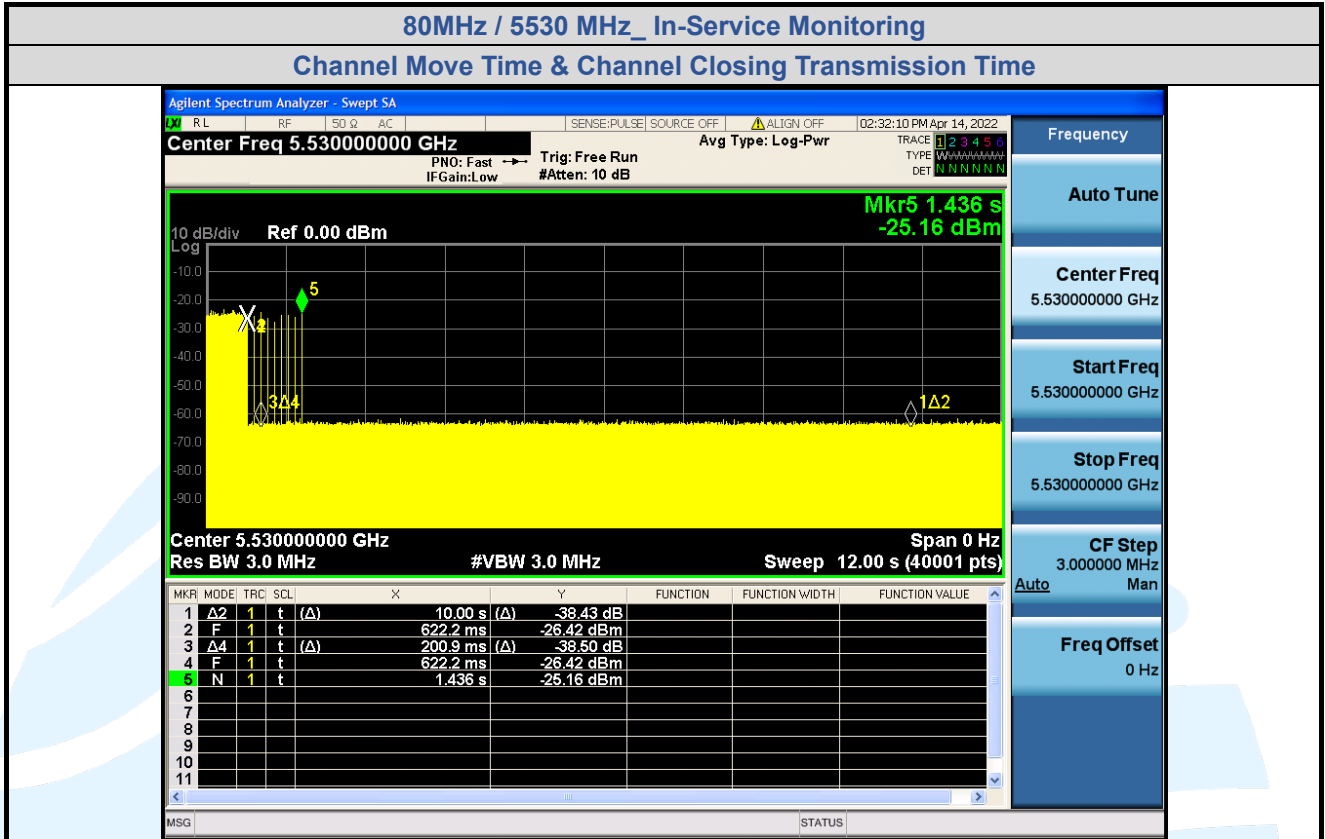 80MHz / 5530 MHz_ In-Service Monitoring
Channel Move Time & Channel Closing Transmission Time
Agilent Spectrum Analyzer - Swept SA
LXI RL RF 50 Ω AC SENSE:PULSE SOURCE OFF ALIGN OFF 02:32:10 PM Apr 14, 2022
Center Freq 5.530000000 GHz
PNO: Fast
IFGain:Low
Trig: Free Run
#Atten: 10 dB
Avg Type: Log-Pwr
TRACE 1 2 3 4 5 6
TYPE W
DET N N N N N N
Mkr5 1.436 s
-25.16 dBm
10 dB/div Ref 0.00 dBm
Log
-10.0
-20.0
-30.0
-40.0
-50.0
-60.0
-70.0
-80.0
-90.0
5
3Δ4
1Δ2
Center 5.530000000 GHz Span 0 Hz
Res BW 3.0 MHz #VBW 3.0 MHz Sweep 12.00 s (40001 pts)
MKR MODE TRC SCL X Y FUNCTION FUNCTION WIDTH FUNCTION VALUE
1 Δ2 1 t (Δ) 10.00 s (Δ) -38.43 dB
2 F 1 t 622.2 ms -26.42 dBm
3 Δ4 1 t (Δ) 200.9 ms (Δ) -38.50 dB
4 F 1 t 622.2 ms -26.42 dBm
5 N 1 t 1.436 s -25.16 dBm
6
7
8
9
10
11
MSG STATUS
Frequency
Auto Tune
Center Freq
5.530000000 GHz
Start Freq
5.530000000 GHz
Stop Freq
5.530000000 GHz
CF Step
3.000000 MHz
Auto Man
Freq Offset
0 Hz